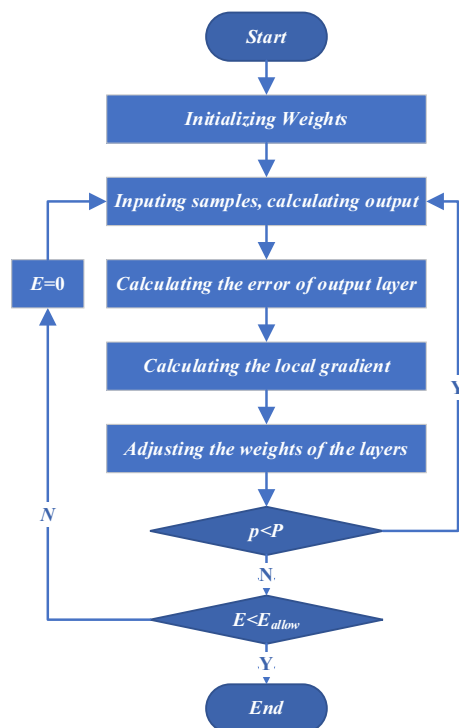 Start
Initializing Weights
Inputing samples, calculating output
E=0
Calculating the error of output layer
Calculating the local gradient
Y
Adjusting the weights of the layers
N
p<P
N
E<E_allow
Y
End